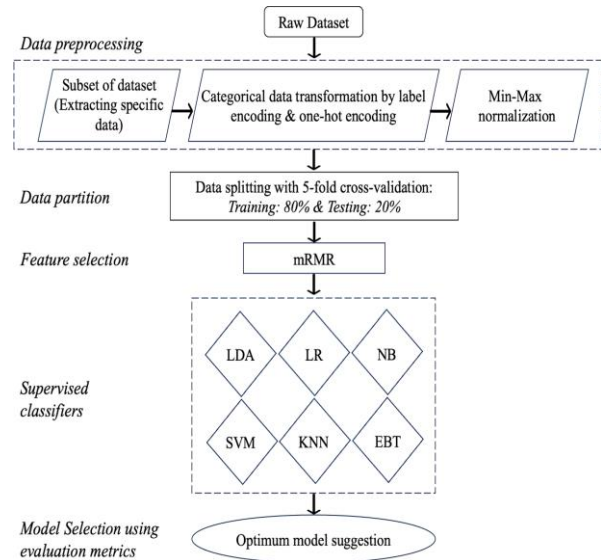 Raw Dataset
Data preprocessing
Subset of dataset
(Extracting specific
data)
Categorical data transformation by label
encoding & one-hot encoding
Min-Max
normalization
Data partition
Data splitting with 5-fold cross-validation:
Training: 80% & Testing: 20%
Feature selection
mRMR
LDA
LR
NB
Supervised
classifiers
SVM
KNN
EBT
Model Selection using
evaluation metrics
Optimum model suggestion